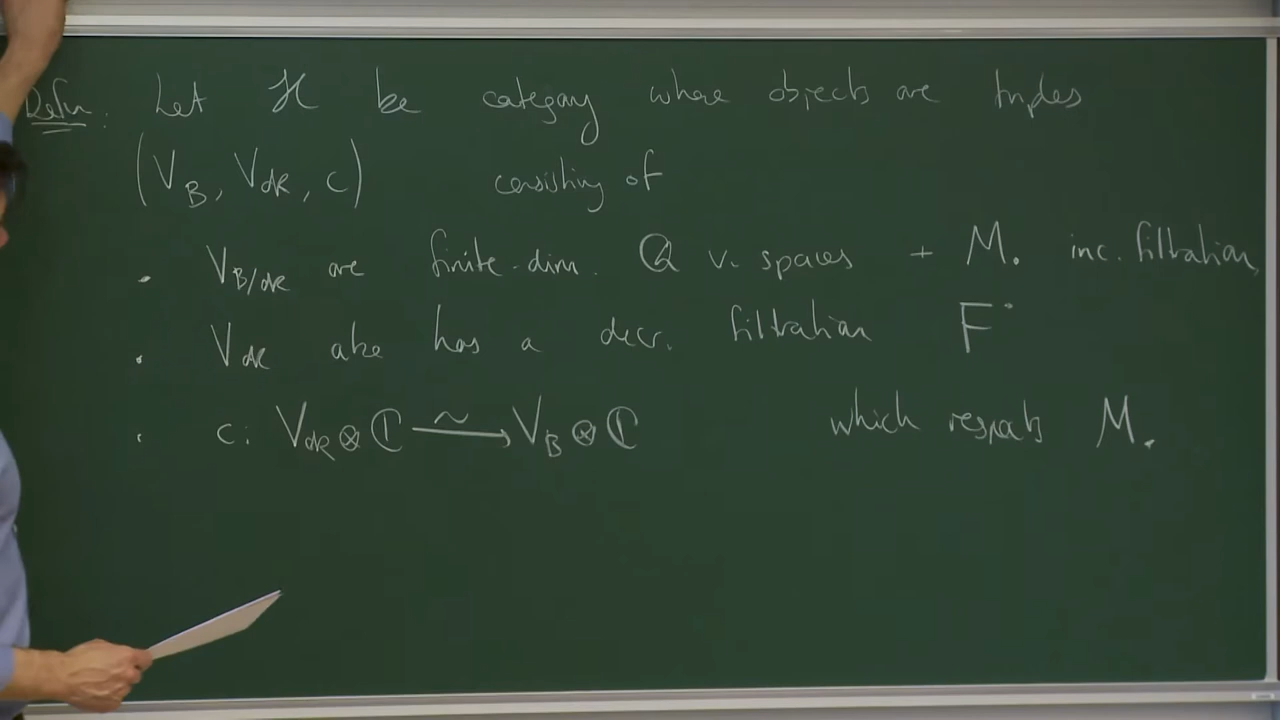 Defn: Let ℋ be category where objects are triples
(V_B, V_dR, c) consisting of
• V_B/dR are finite-dim. ℚ v. spaces + M. inc. filtration,
• V_dR also has a decr. filtration F^•
• c: V_dR ⊗ ℂ ⥲ V_B ⊗ ℂ which respects M.